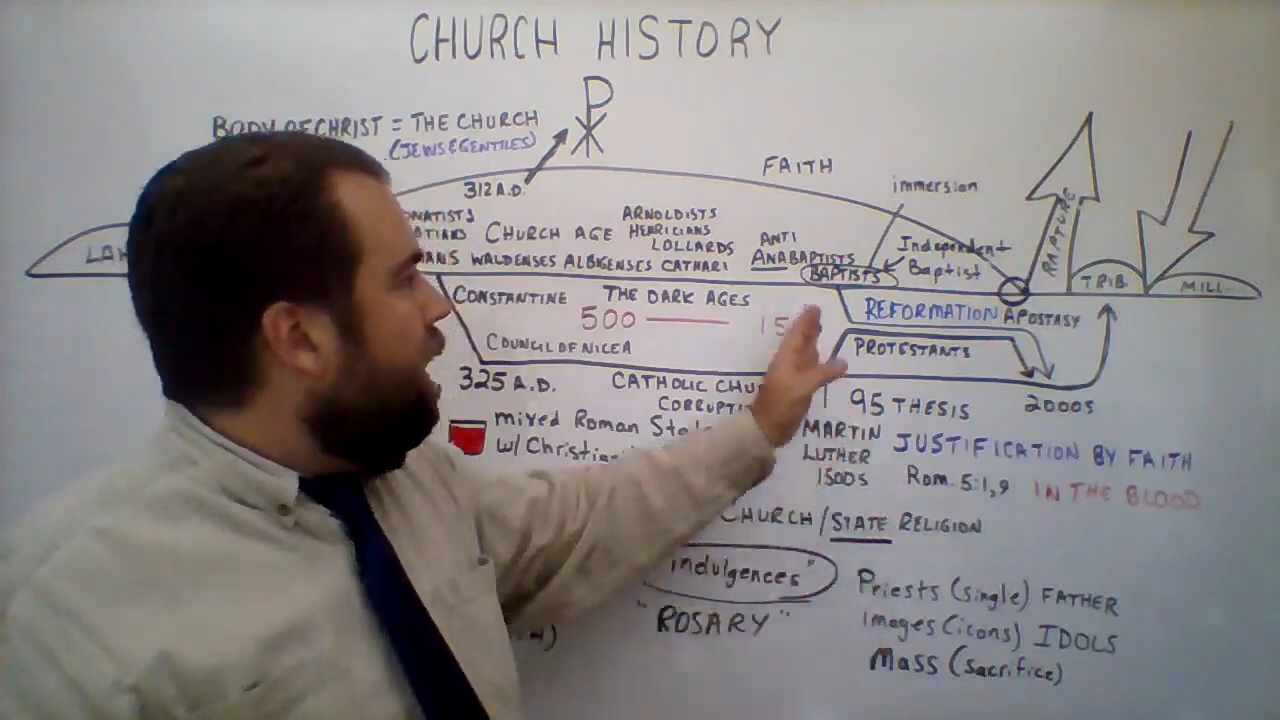 CHURCH HISTORY
BODY OF CHRIST = THE CHURCH
(JEWS & GENTILES)
312 A.D.
FAITH
immersion
RAPTURE
CHURCH AGE
ARNOLDISTS
HENRICIANS
LOLLARDS
WALDENSES ALBIGENSES CATHARI
ANTI
ANABAPTISTS
BAPTISTS
Independent
Baptist
TRIB
MILL.
CONSTANTINE THE DARK AGES
500
REFORMATION APOSTASY
COUNCIL OF NICEA
PROTESTANTS
325 A.D.
CATHOLIC
95 THESIS
2000S
mixed Roman
w/
MARTIN
LUTHER
1500S
JUSTIFICATION BY FAITH
Rom. 5:1,9 IN THE BLOOD
CHURCH/STATE RELIGION
"indulgences"
"ROSARY"
Priests (single) FATHER
Images (icons) IDOLS
Mass (sacrifice)